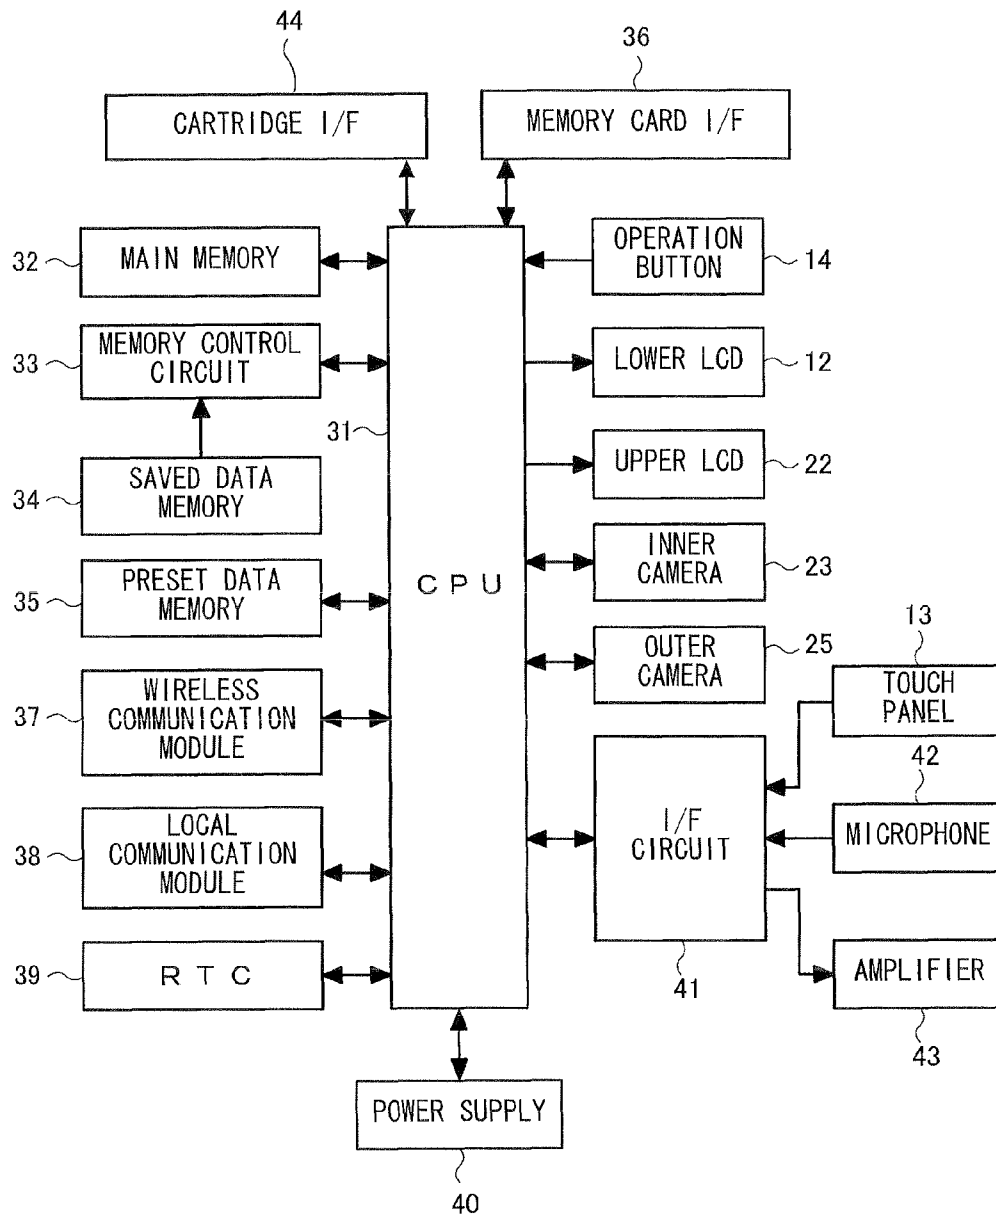 44
36
CARTRIDGE I/F
MEMORY CARD I/F
32
MAIN MEMORY
OPERATION
BUTTON
14
33
MEMORY CONTROL
CIRCUIT
LOWER LCD
12
31
34
SAVED DATA
MEMORY
UPPER LCD
22
CPU
INNER
CAMERA
23
35
PRESET DATA
MEMORY
OUTER
CAMERA
25
13
TOUCH
PANEL
37
WIRELESS
COMMUNICATION
MODULE
42
I/F
CIRCUIT
MICROPHONE
38
LOCAL
COMMUNICATION
MODULE
39
RTC
41
AMPLIFIER
43
POWER SUPPLY
40